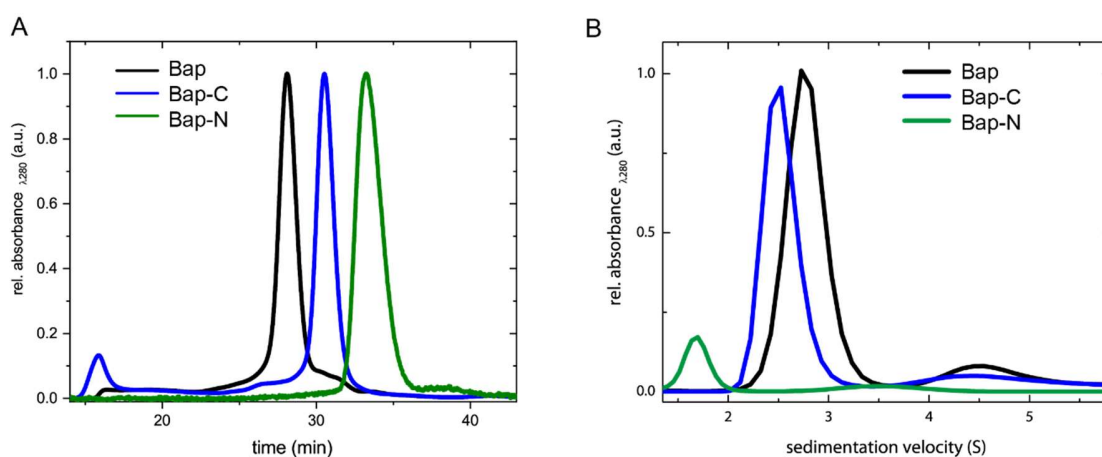 A
Bap
Bap-C
Bap-N
rel. absorbance λ,280 (a.u.)
1.0
0.8
0.6
0.4
0.2
0.0
20
30
40
time (min)
B
Bap
Bap-C
Bap-N
rel. absorbance λ,280 (a.u.)
1.0
0.5
0.0
2
3
4
5
sedimentation velocity (S)